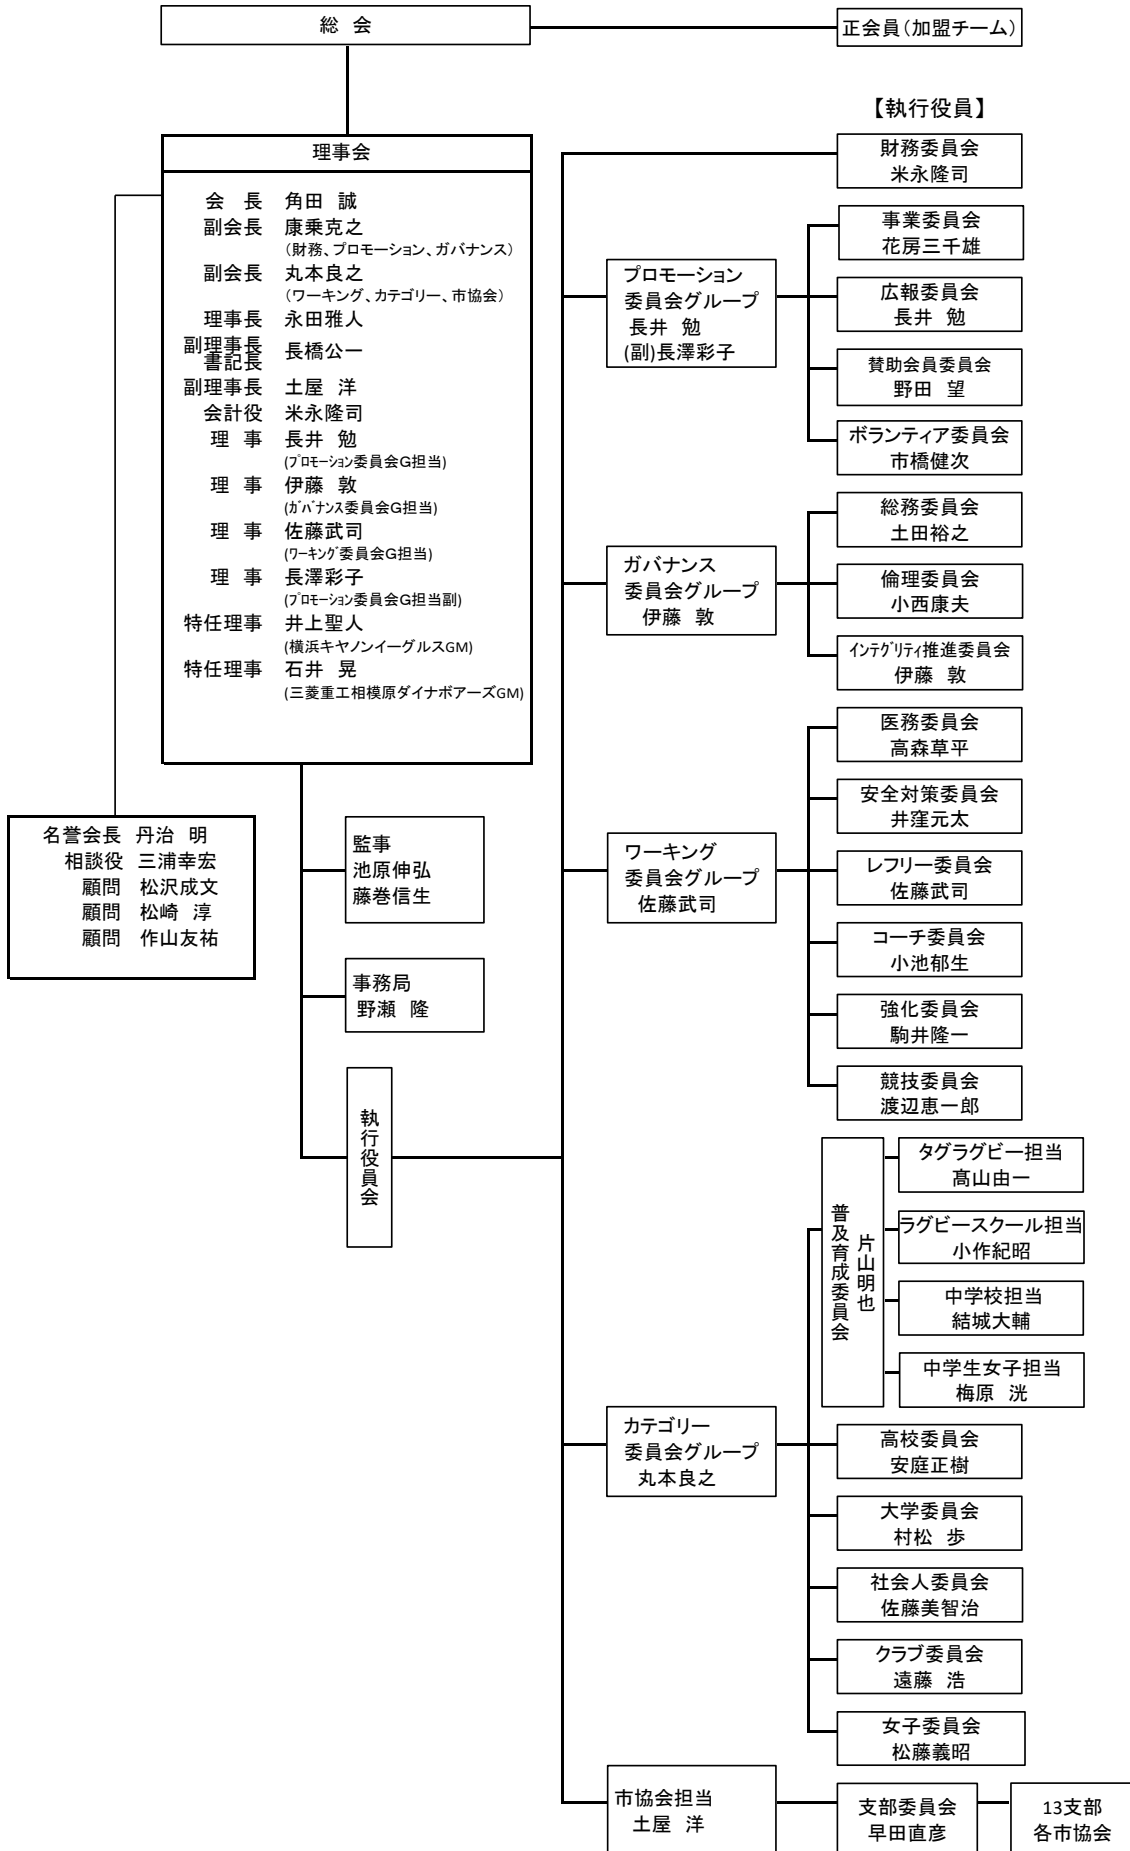 総 会
正会員（加盟チーム）
【執行役員】
理事会
会 長 角田 誠
副会長 康乗克之
（財務、プロモーション、ガバナンス）
副会長 丸本良之
（ワーキング、カテゴリー、市協会）
理事長 永田雅人
副理事長
書記長 長橋公一
副理事長 土屋 洋
会計役 米永隆司
理 事 長井 勉
(プロモーション委員会G担当)
理 事 伊藤 敦
(ガバナンス委員会G担当)
理 事 佐藤武司
(ワーキング委員会G担当)
理 事 長澤彩子
(プロモーション委員会G担当副)
特任理事 井上聖人
(横浜キヤノンイーグルスGM)
特任理事 石井 晃
(三菱重工相模原ダイナボアーズGM)
名誉会長 丹治 明
相談役 三浦幸宏
顧問 松沢成文
顧問 松崎 淳
顧問 作山友祐
監事
池原伸弘
藤巻信生
事務局
野瀬 隆
執行役員会
財務委員会
米永隆司
プロモーション
委員会グループ
長井 勉
(副)長澤彩子
事業委員会
花房三千雄
広報委員会
長井 勉
賛助会員委員会
野田 望
ボランティア委員会
市橋健次
ガバナンス
委員会グループ
伊藤 敦
総務委員会
土田裕之
倫理委員会
小西康夫
インテグリティ推進委員会
伊藤 敦
ワーキング
委員会グループ
佐藤武司
医務委員会
高森草平
安全対策委員会
井窪元太
レフリー委員会
佐藤武司
コーチ委員会
小池郁生
強化委員会
駒井隆一
競技委員会
渡辺恵一郎
カテゴリー
委員会グループ
丸本良之
普及育成委員会
片山明也
タグラグビー担当
髙山由一
ラグビースクール担当
小作紀昭
中学校担当
結城大輔
中学生女子担当
梅原 洸
高校委員会
安庭正樹
大学委員会
村松 歩
社会人委員会
佐藤美智治
クラブ委員会
遠藤 浩
女子委員会
松藤義昭
市協会担当
土屋 洋
支部委員会
早田直彦
13支部
各市協会